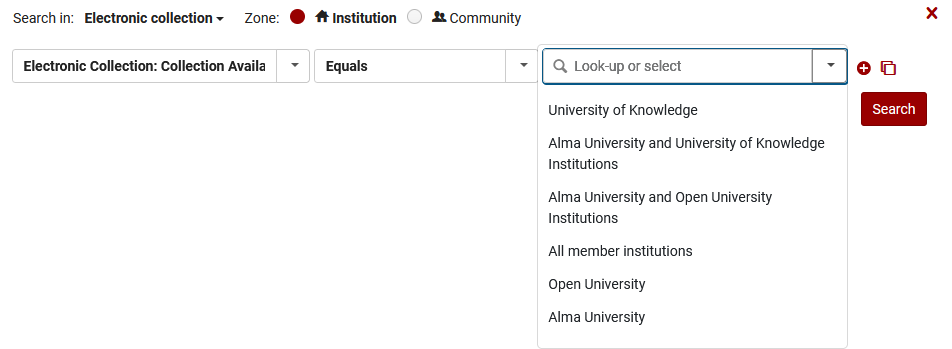 Search in: Electronic collection Zone: Institution Community
Electronic Collection: Collection Availa Equals Look-up or select
Search
University of Knowledge
Alma University and University of Knowledge
Institutions
Alma University and Open University
Institutions
All member institutions
Open University
Alma University